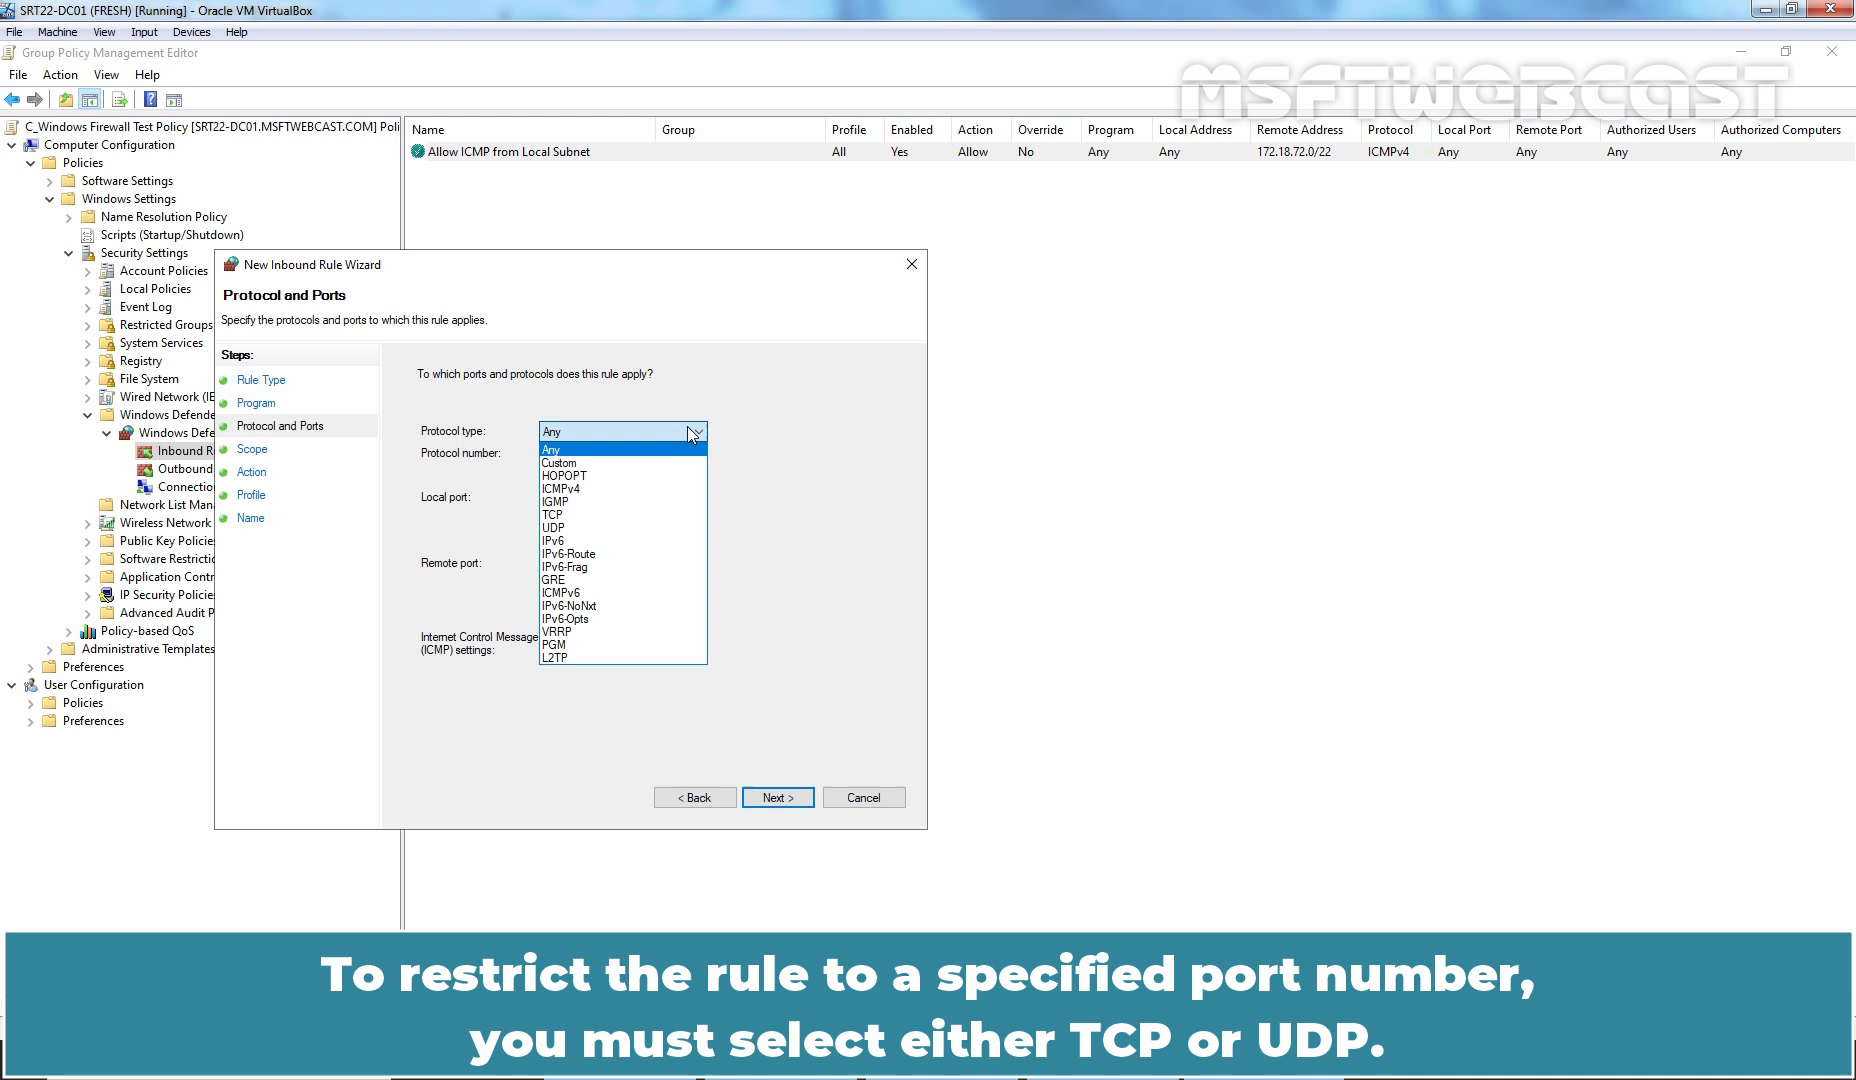 SRT22-DC01 (FRESH) [Running] - Oracle VM VirtualBox
File Machine View Input Devices Help
Group Policy Management Editor
File Action View Help
MSFTWEBCAST
C_Windows Firewall Test Policy [SRT22-DC01.MSFTWEBCAST.COM] Poli
Computer Configuration
Policies
Software Settings
Windows Settings
Name Resolution Policy
Scripts (Startup/Shutdown)
Security Settings
Account Policies
Local Policies
Event Log
Restricted Groups
System Services
Registry
File System
Wired Network (IE
Windows Defende
Windows Defe
Inbound R
Outbound
Connectio
Network List Man
Wireless Network
Public Key Policie
Software Restrictio
Application Contr
IP Security Policie
Advanced Audit P
Policy-based QoS
Administrative Templates
Preferences
User Configuration
Policies
Preferences
Name Group Profile Enabled Action Override Program Local Address Remote Address Protocol Local Port Remote Port Authorized Users Authorized Computers
Allow ICMP from Local Subnet All Yes Allow No Any Any 172.18.72.0/22 ICMPv4 Any Any Any Any
New Inbound Rule Wizard
Protocol and Ports
Specify the protocols and ports to which this rule applies.
Steps:
Rule Type
Program
Protocol and Ports
Scope
Action
Profile
Name
To which ports and protocols does this rule apply?
Protocol type: Any
Protocol number:
Local port:
Remote port:
Internet Control Message
(ICMP) settings:
Any
Custom
HOPOPT
ICMPv4
IGMP
TCP
UDP
IPv6
IPv6-Route
IPv6-Frag
GRE
ICMPv6
IPv6-NoNxt
IPv6-Opts
VRRP
PGM
L2TP
< Back Next > Cancel
To restrict the rule to a specified port number,
you must select either TCP or UDP.